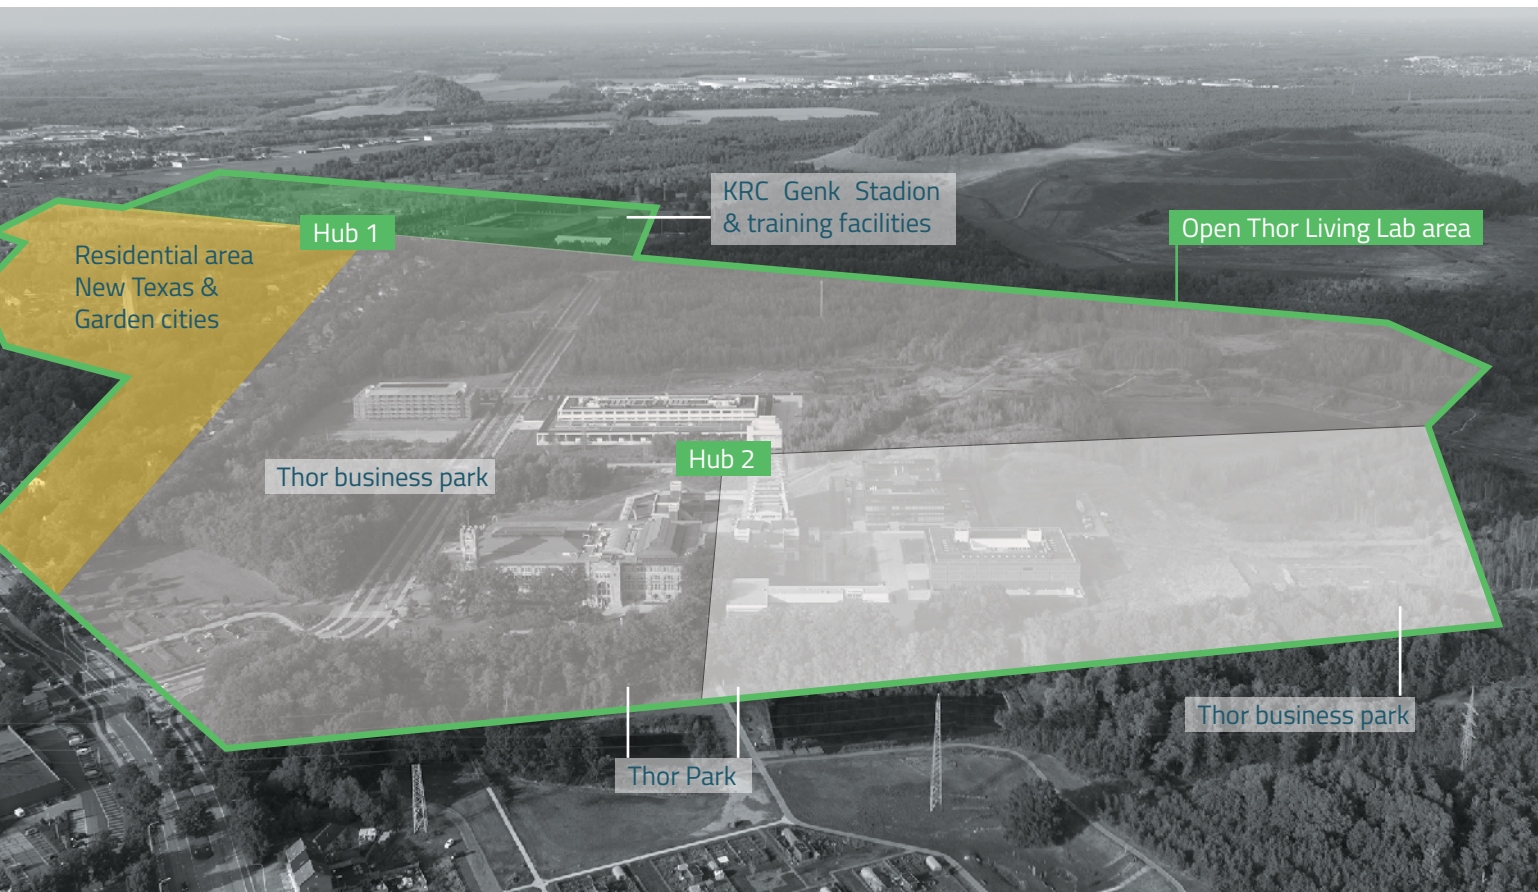 KRC Genk Stadion
& training facilities
Hub 1
Open Thor Living Lab area
Residential area
New Texas &
Garden cities
Hub 2
Thor business park
Thor business park
Thor Park